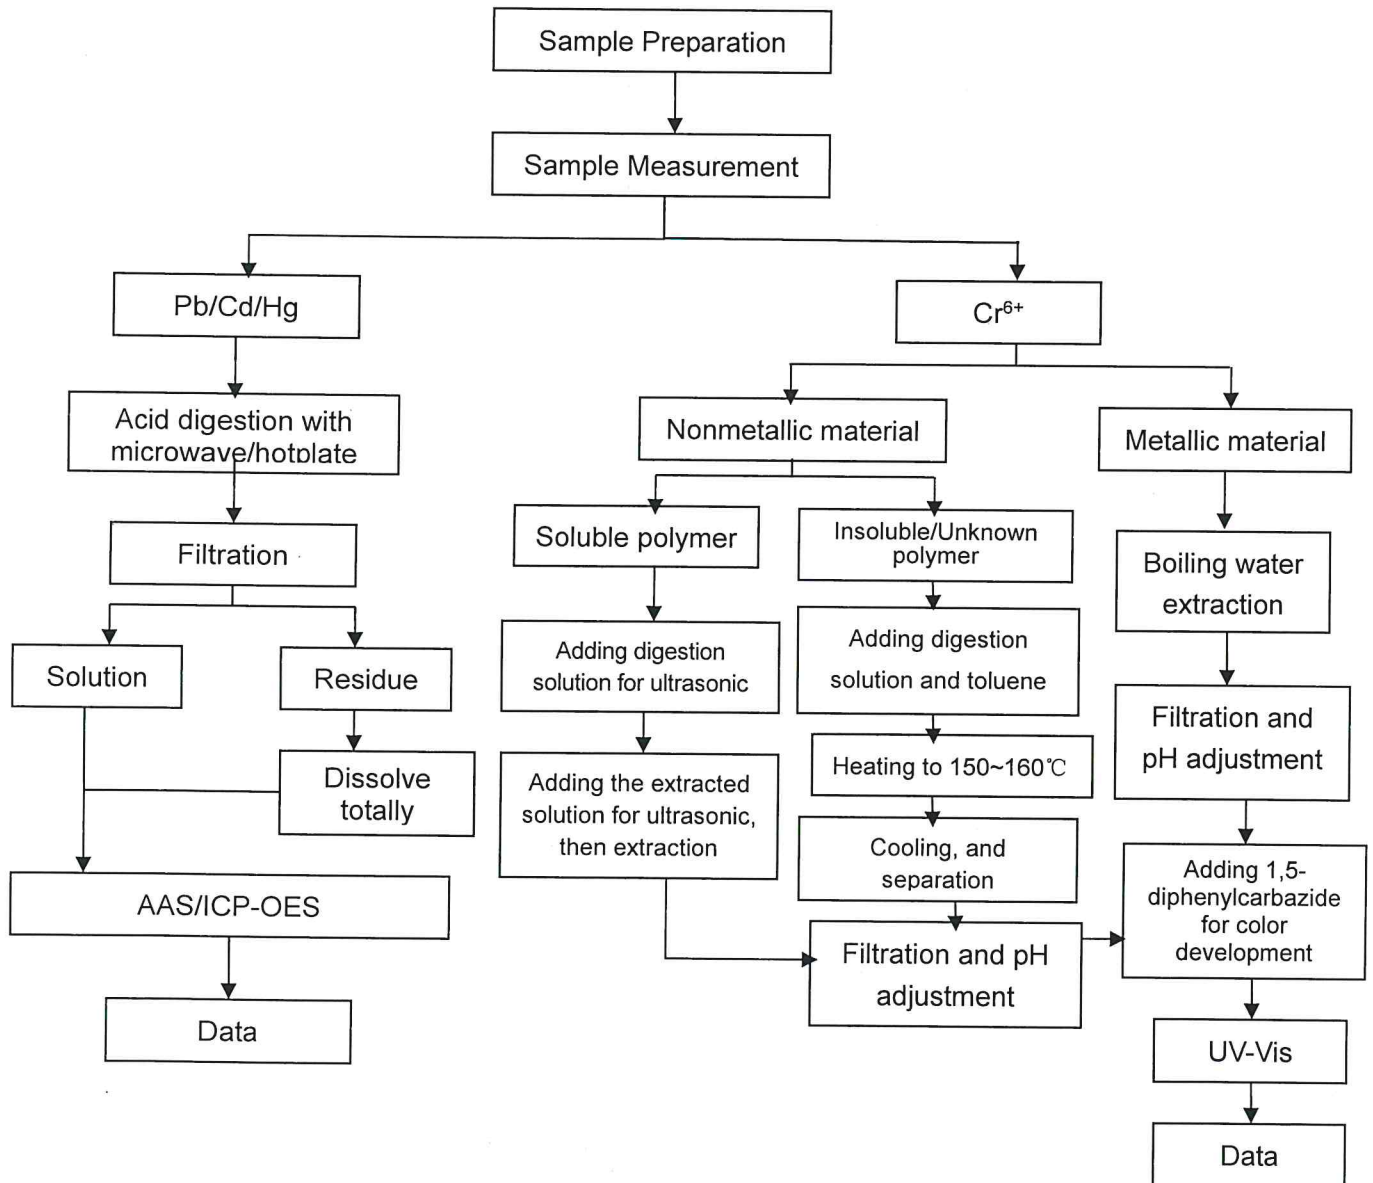 Sample Preparation
Sample Measurement
Pb/Cd/Hg
Cr⁶⁺
Acid digestion with
microwave/hotplate
Nonmetallic material
Metallic material
Filtration
Soluble polymer
Insoluble/Unknown
polymer
Boiling water
extraction
Solution
Residue
Adding digestion
solution for ultrasonic
Adding digestion
solution and toluene
Filtration and
pH adjustment
Dissolve
totally
Adding the extracted
solution for ultrasonic,
then extraction
Heating to 150~160℃
Cooling, and
separation
Adding 1,5-
diphenylcarbazide
for color
development
AAS/ICP-OES
Filtration and pH
adjustment
Data
UV-Vis
Data